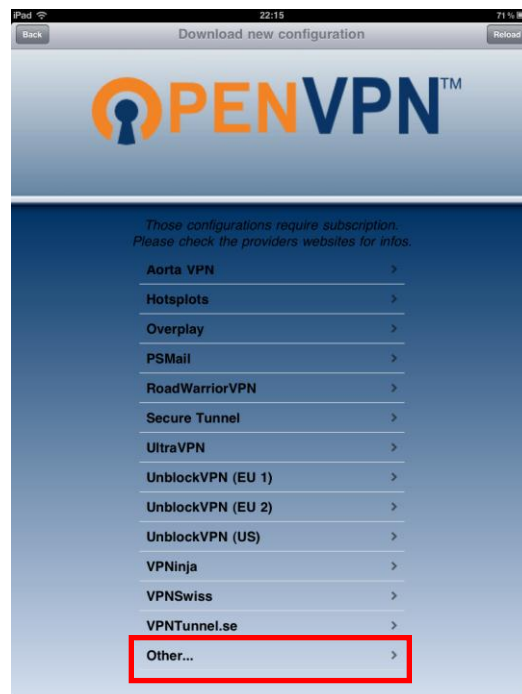 iPad 22:15 71 %
Back Download new configuration Reload
OPENVPN™
Those configurations require subscription.
Please check the providers websites for infos.
Aorta VPN
Hotsplots
Overplay
PSMail
RoadWarriorVPN
Secure Tunnel
UltraVPN
UnblockVPN (EU 1)
UnblockVPN (EU 2)
UnblockVPN (US)
VPNinja
VPNSwiss
VPNTunnel.se
Other...